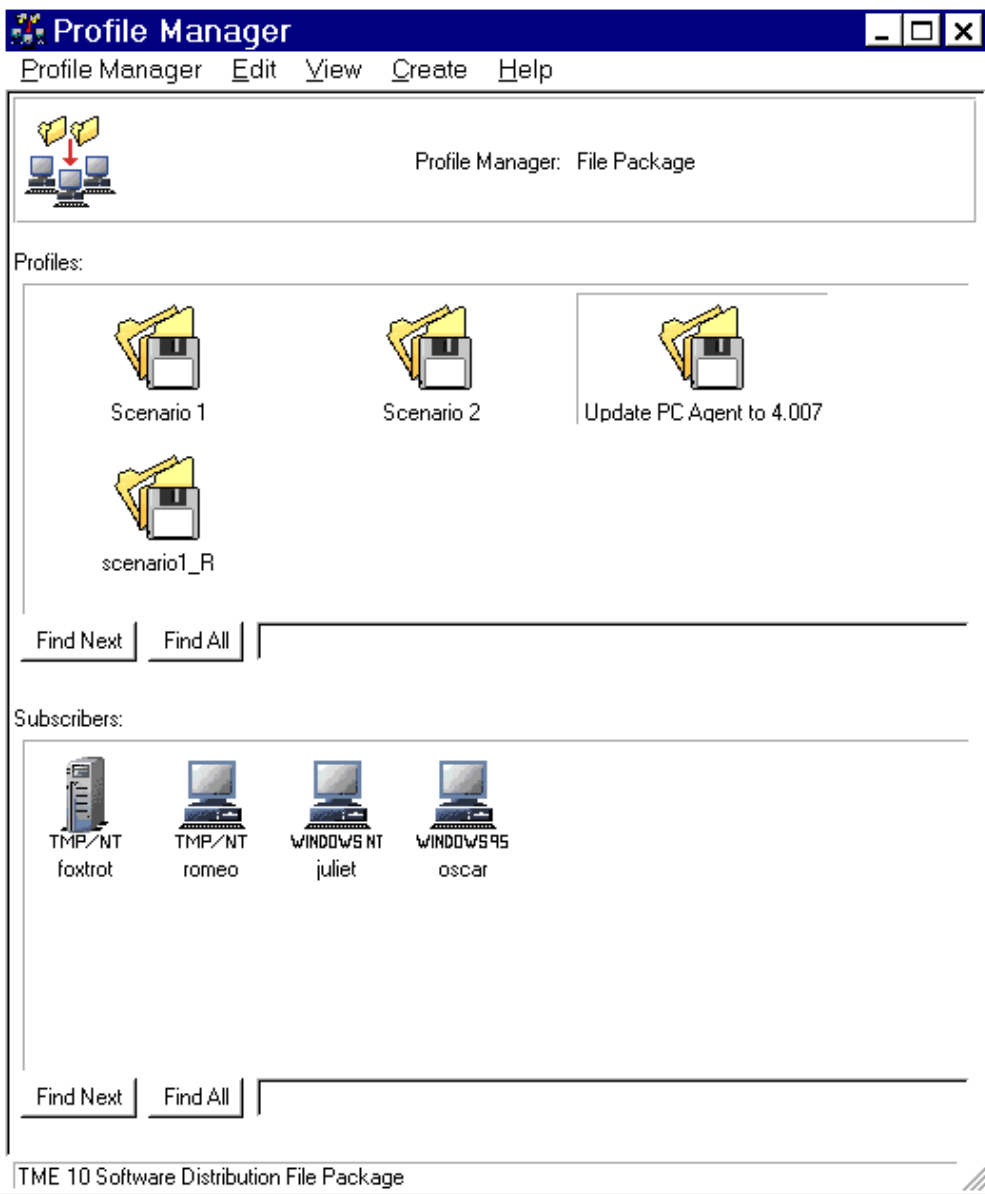 Profile Manager
Profile Manager Edit View Create Help
Profile Manager: File Package
Profiles:
Scenario 1 Scenario 2 Update PC Agent to 4.007
scenario1_R
Find Next Find All
Subscribers:
TMP/NT TMP/NT WINDOWS NT WINDOWS95
foxtrot romeo juliet oscar
Find Next Find All
TME 10 Software Distribution File Package